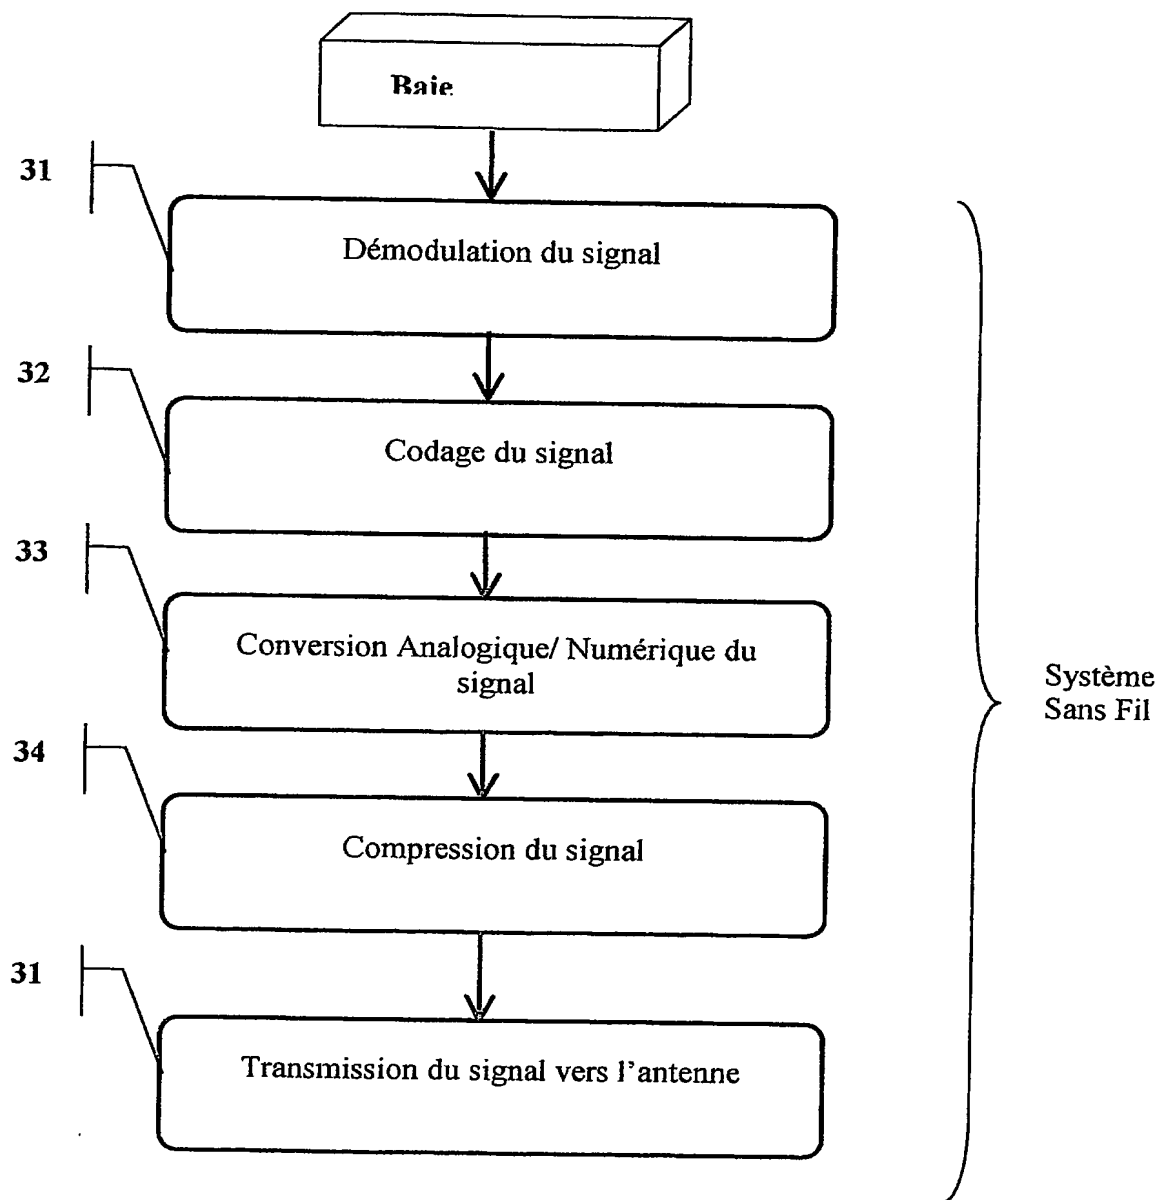 Baie
31
Démodulation du signal
32
Codage du signal
33
Conversion Analogique/ Numérique du
signal
34
Compression du signal
31
Transmission du signal vers l'antenne
Système
Sans Fil